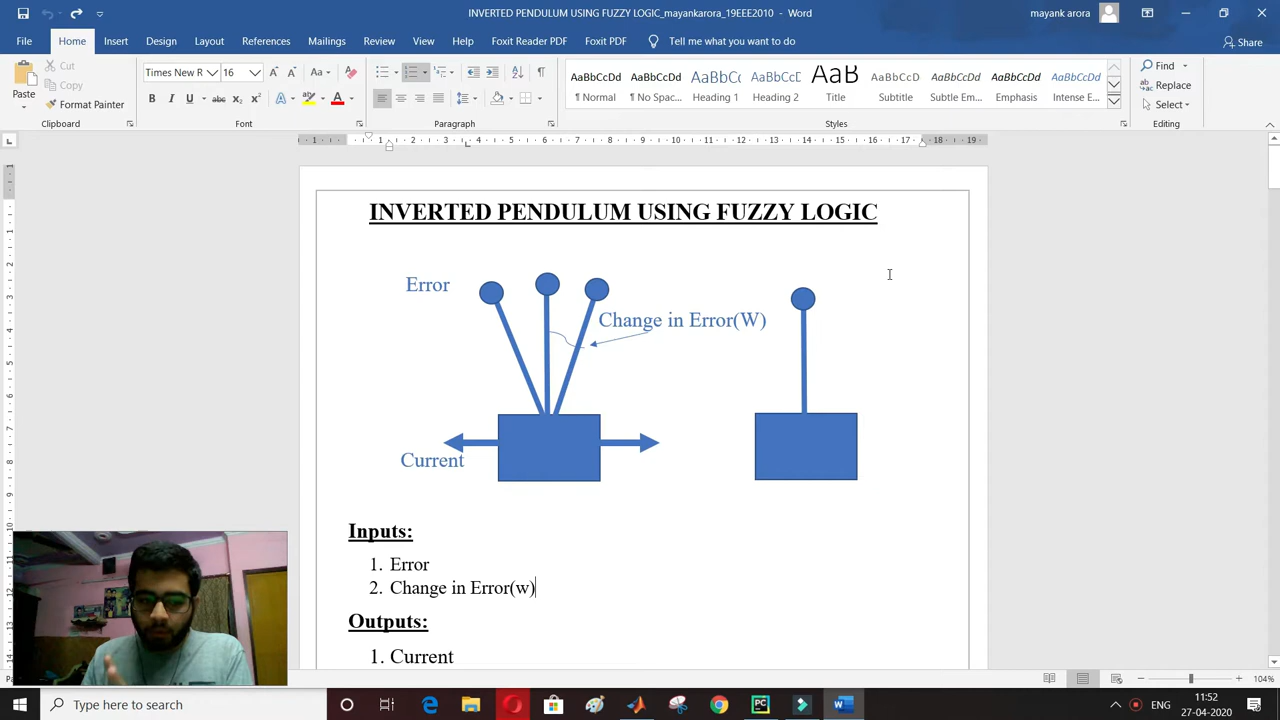 INVERTED PENDULUM USING FUZZY LOGIC_mayankarora_19EEE2010 - Word
mayank arora
File Home Insert Design Layout References Mailings Review View Help Foxit Reader PDF Foxit PDF Tell me what you want to do
Share
Paste
Cut
Copy
Format Painter
Clipboard
Times New R 16
Font
Paragraph
AaBbCcDd AaBbCcDd AaBbCc AaBbCcD AaB AaBbCcD AaBbCcDd AaBbCcDd AaBbCcDd
¶ Normal ¶ No Spac... Heading 1 Heading 2 Title Subtitle Subtle Em... Emphasis Intense E...
Styles
Find
Replace
Select
Editing
INVERTED PENDULUM USING FUZZY LOGIC
Error
Change in Error(W)
Current
Inputs:
1. Error
2. Change in Error(w)
Outputs:
1. Current
104%
Type here to search
ENG
11:52
27-04-2020